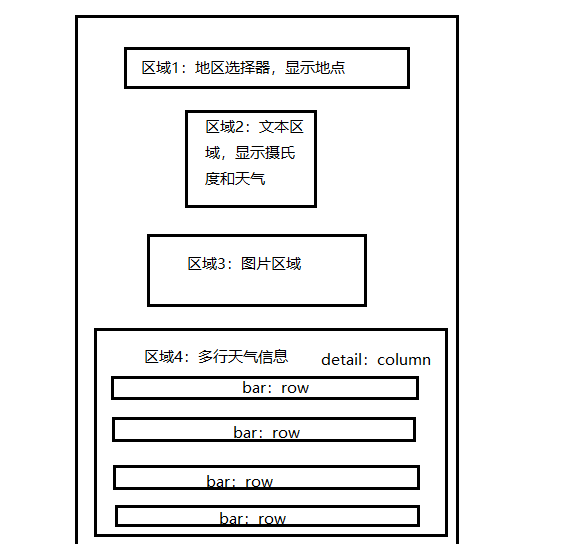 区域1：地区选择器，显示地点
区域2：文本区
域，显示摄氏
度和天气
区域3：图片区域
区域4：多行天气信息
detail：column
bar：row
bar：row
bar：row
bar：row